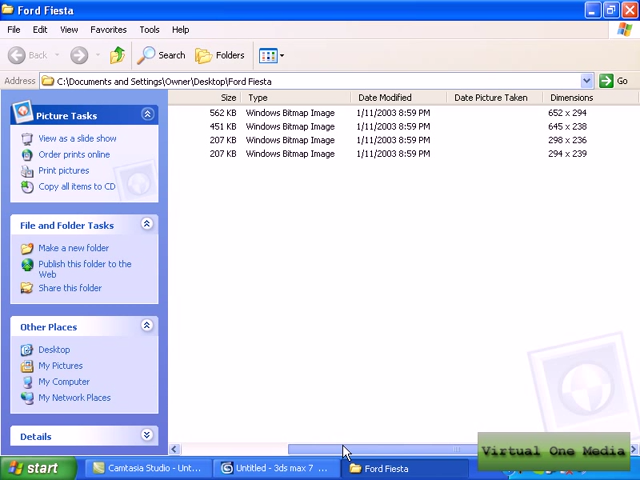 Ford Fiesta
File Edit View Favorites Tools Help
Back Search Folders
Address C:\Documents and Settings\Owner\Desktop\Ford Fiesta Go
Size Type Date Modified Date Picture Taken Dimensions
562 KB Windows Bitmap Image 1/11/2003 8:59 PM 652 x 294
451 KB Windows Bitmap Image 1/11/2003 8:59 PM 645 x 238
207 KB Windows Bitmap Image 1/11/2003 8:59 PM 298 x 236
207 KB Windows Bitmap Image 1/11/2003 8:59 PM 294 x 239
Picture Tasks
View as a slide show
Order prints online
Print pictures
Copy all items to CD
File and Folder Tasks
Make a new folder
Publish this folder to the
Web
Share this folder
Other Places
Desktop
My Pictures
My Computer
My Network Places
Details
Virtual One Media
start Camtasia Studio - Unt... Untitled - 3ds max 7 ... Ford Fiesta